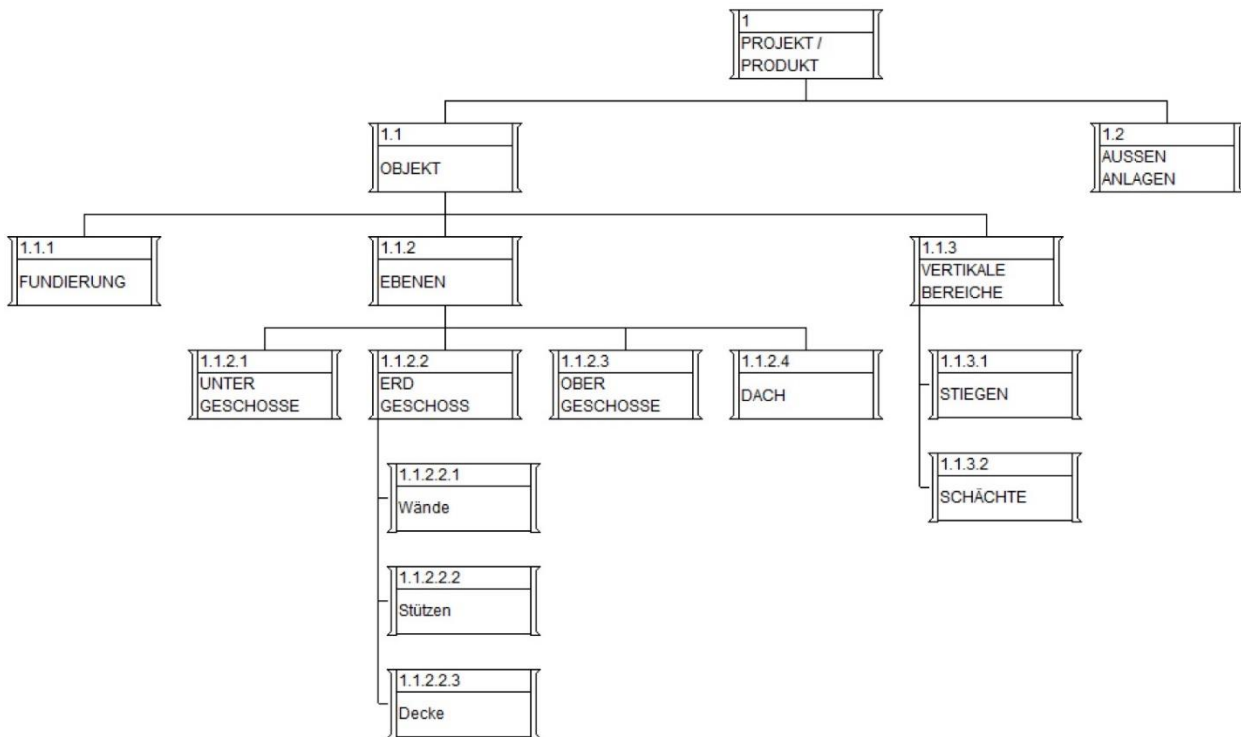 1
PROJEKT /
PRODUKT
1.1
OBJEKT
1.2
AUSSEN
ANLAGEN
1.1.1
FUNDIERUNG
1.1.2
EBENEN
1.1.3
VERTIKALE
BEREICHE
1.1.2.1
UNTER
GESCHOSSE
1.1.2.2
ERD
GESCHOSS
1.1.2.3
OBER
GESCHOSSE
1.1.2.4
DACH
1.1.3.1
STIEGEN
1.1.2.2.1
Wände
1.1.3.2
SCHÄCHTE
1.1.2.2.2
Stützen
1.1.2.2.3
Decke